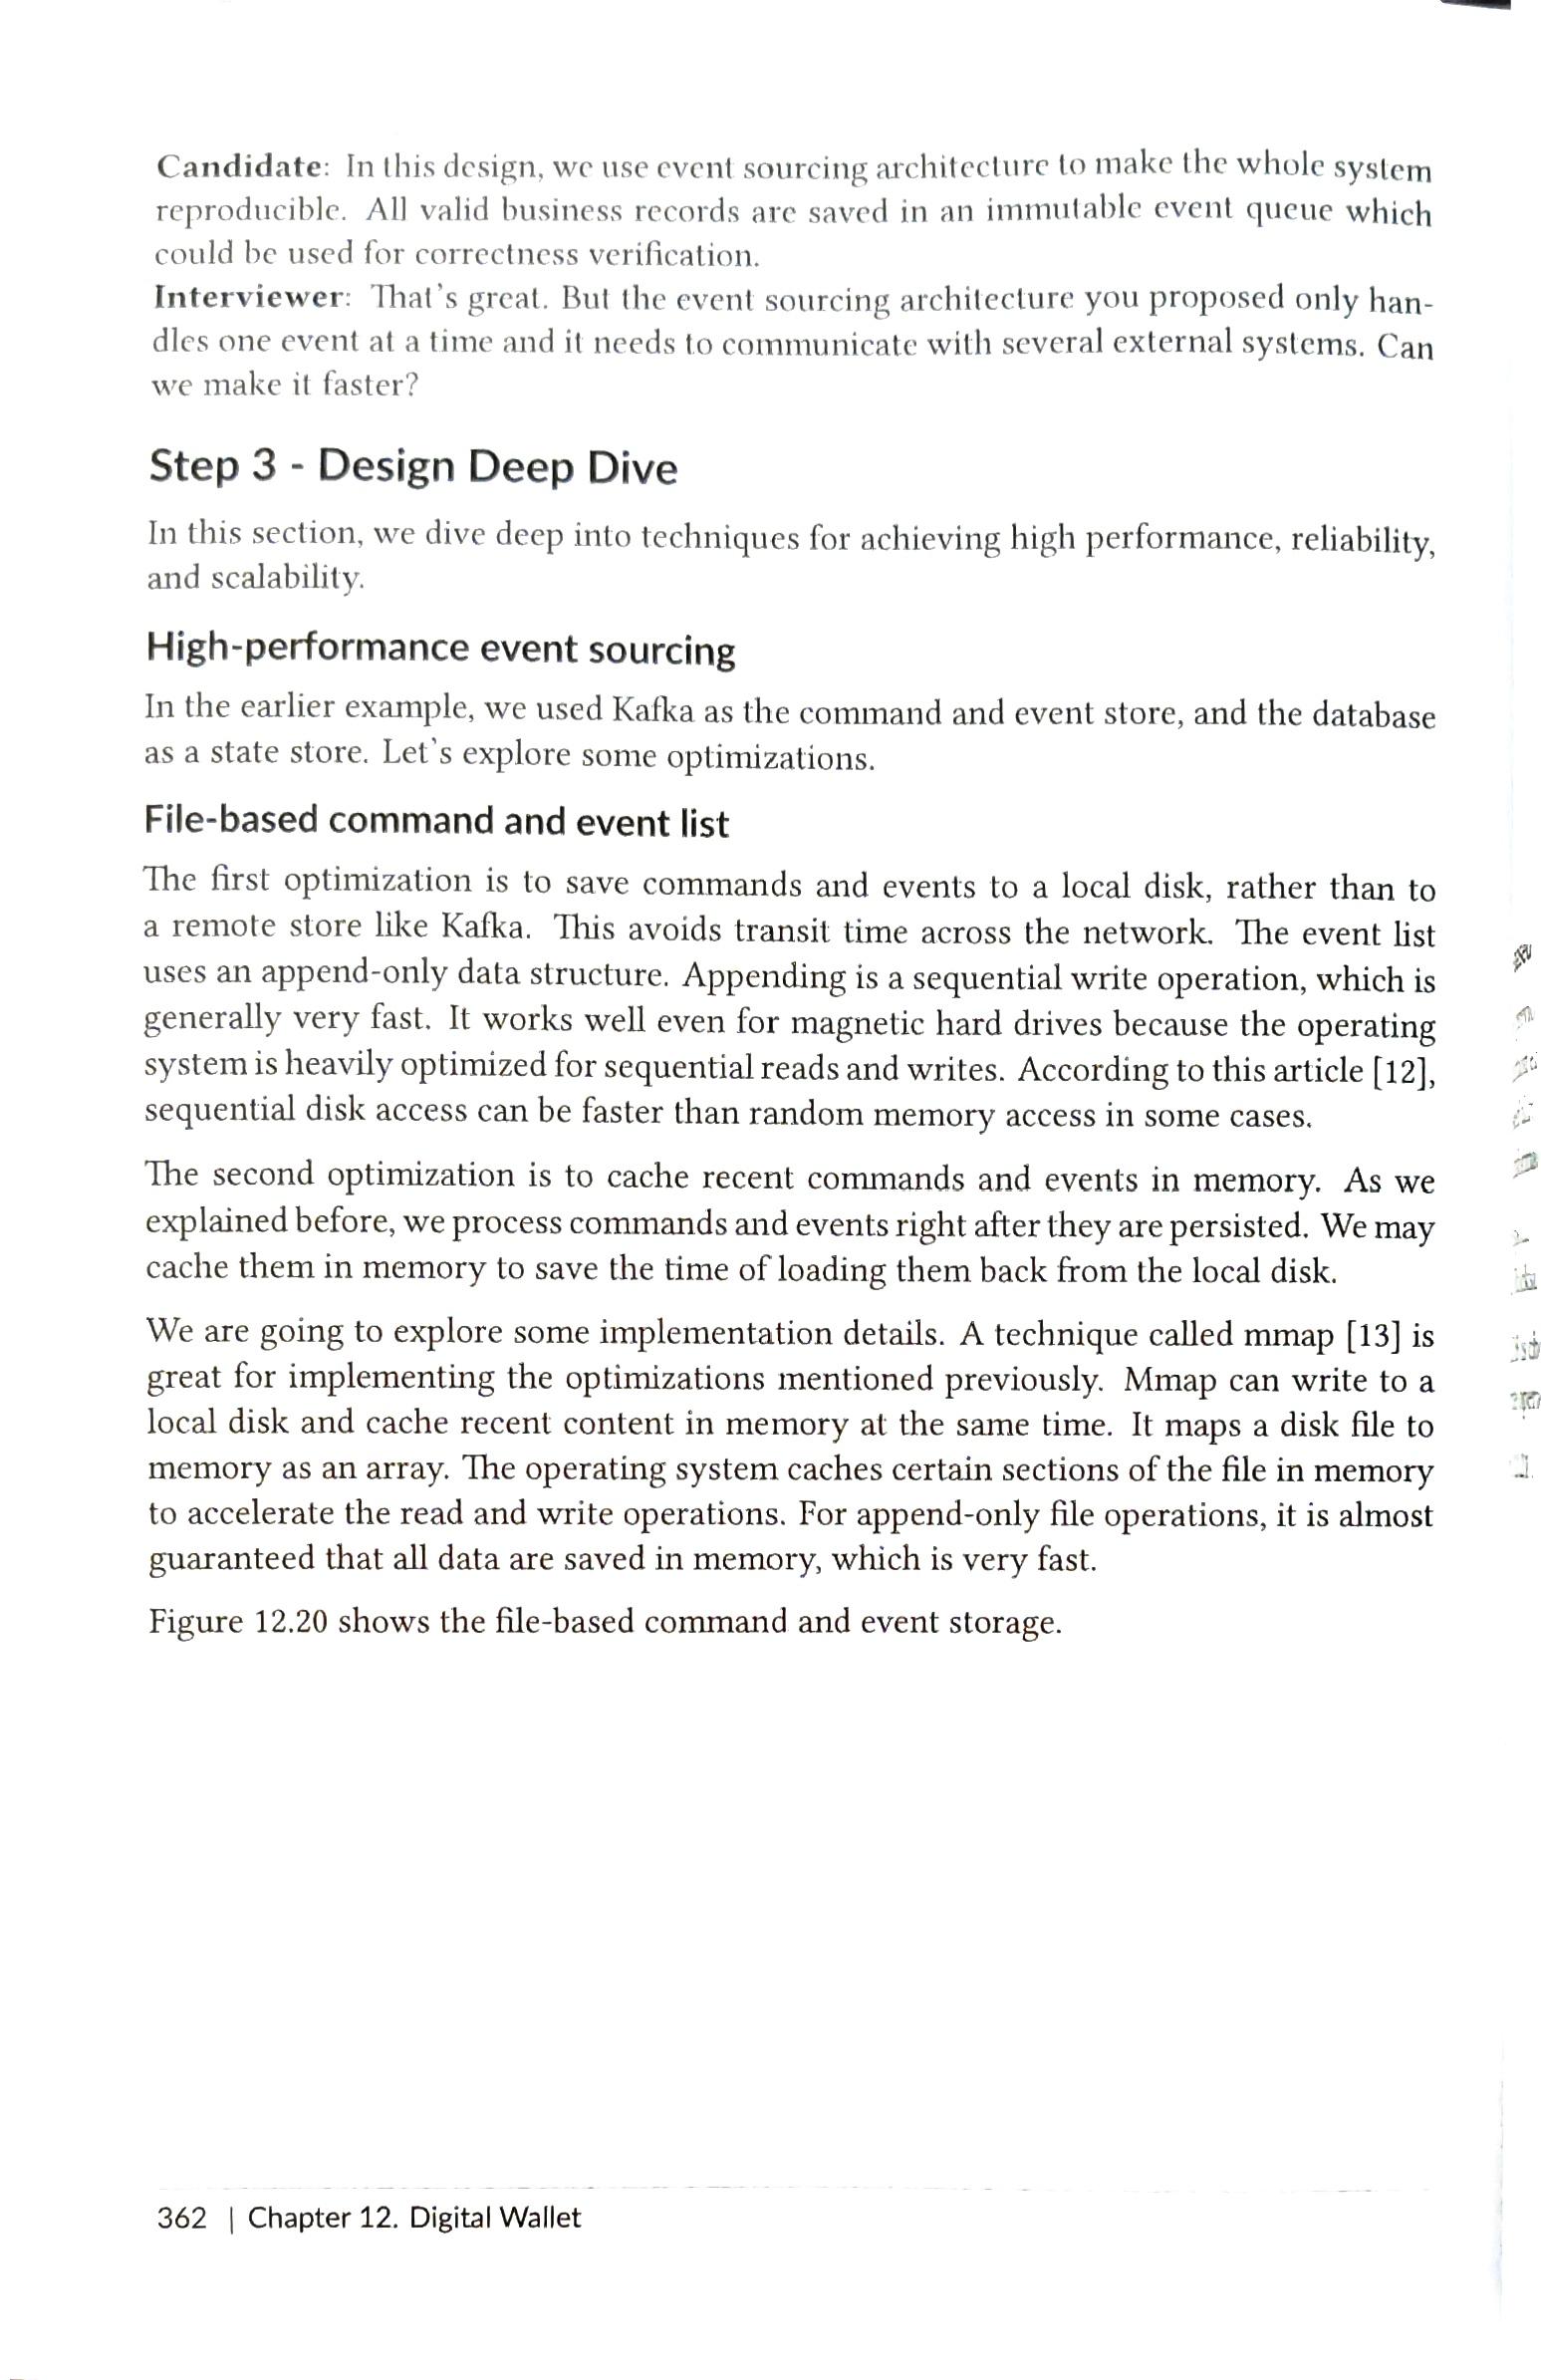 Candidate: In this design, we use event sourcing architecture to make the whole system
reproducible. All valid business records are saved in an immutable event queue which
could be used for correctness verification.
Interviewer: That's great. But the event sourcing architecture you proposed only han-
dles one event at a time and it needs to communicate with several external systems. Can
we make it faster?
Step 3 - Design Deep Dive
In this section, we dive deep into techniques for achieving high performance, reliability,
and scalability.
High-performance event sourcing
In the earlier example, we used Kafka as the command and event store, and the database
as a state store. Let's explore some optimizations.
File-based command and event list
The first optimization is to save commands and events to a local disk, rather than to
a remote store like Kafka. This avoids transit time across the network. The event list
uses an append-only data structure. Appending is a sequential write operation, which is
generally very fast. It works well even for magnetic hard drives because the operating
system is heavily optimized for sequential reads and writes. According to this article [12],
sequential disk access can be faster than random memory access in some cases.
The second optimization is to cache recent commands and events in memory. As we
explained before, we process commands and events right after they are persisted. We may
cache them in memory to save the time of loading them back from the local disk.
We are going to explore some implementation details. A technique called mmap [13] is
great for implementing the optimizations mentioned previously. Mmap can write to a
local disk and cache recent content in memory at the same time. It maps a disk file to
memory as an array. The operating system caches certain sections of the file in memory
to accelerate the read and write operations. For append-only file operations, it is almost
guaranteed that all data are saved in memory, which is very fast.
Figure 12.20 shows the file-based command and event storage.
362 | Chapter 12. Digital Wallet